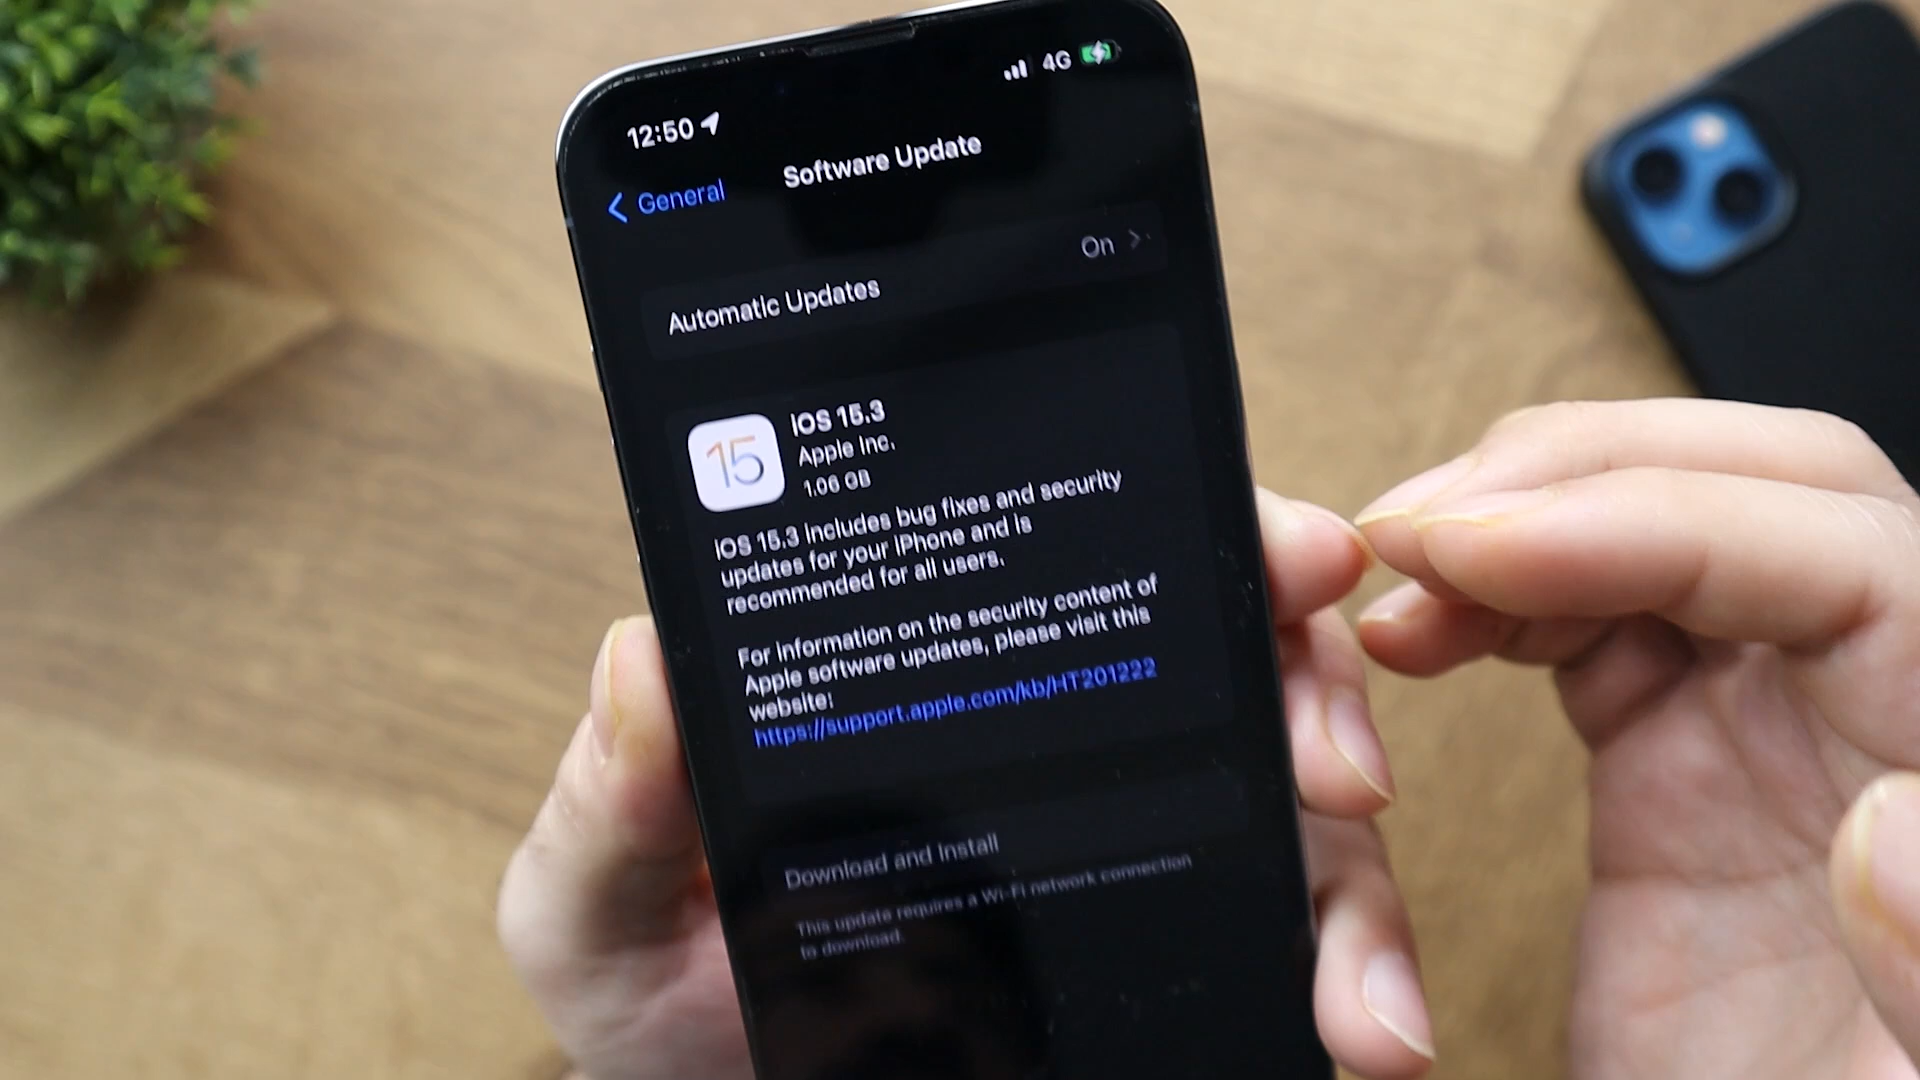 12:50
4G
General
Software Update
Automatic Updates
On
15
iOS 15.3
Apple Inc.
1.06 GB
iOS 15.3 includes bug fixes and security
updates for your iPhone and is
recommended for all users.
For information on the security content of
Apple software updates, please visit this
website:
https://support.apple.com/kb/HT201222
Download and Install
This update requires a Wi-Fi network connection
to download.